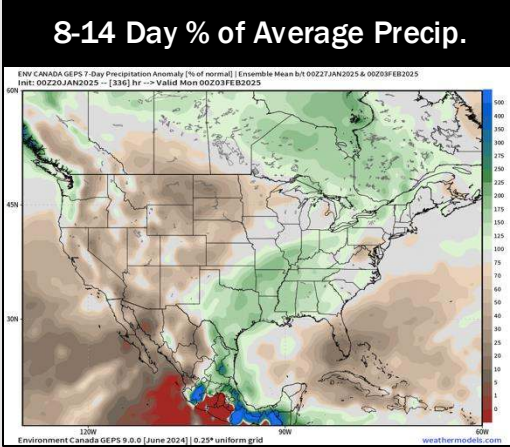 8-14 Day % of Average Precip.
ENV CANADA GEPS 7-Day Precipitation Anomaly [% of normal] | Ensemble Mean b/t 00Z27JAN2025 & 00Z03FEB2025
Init: 00Z20JAN2025 -- [336] hr --> Valid Mon 00Z03FEB2025
60N
45N
30N
500
400
350
300
275
250
225
200
175
150
125
100
75
70
60
50
40
30
25
20
10
5
1
0
120W
90W
60W
Environment Canada GEPS 9.0.0 [June 2024] | 0.25° uniform grid
weathermodels.com